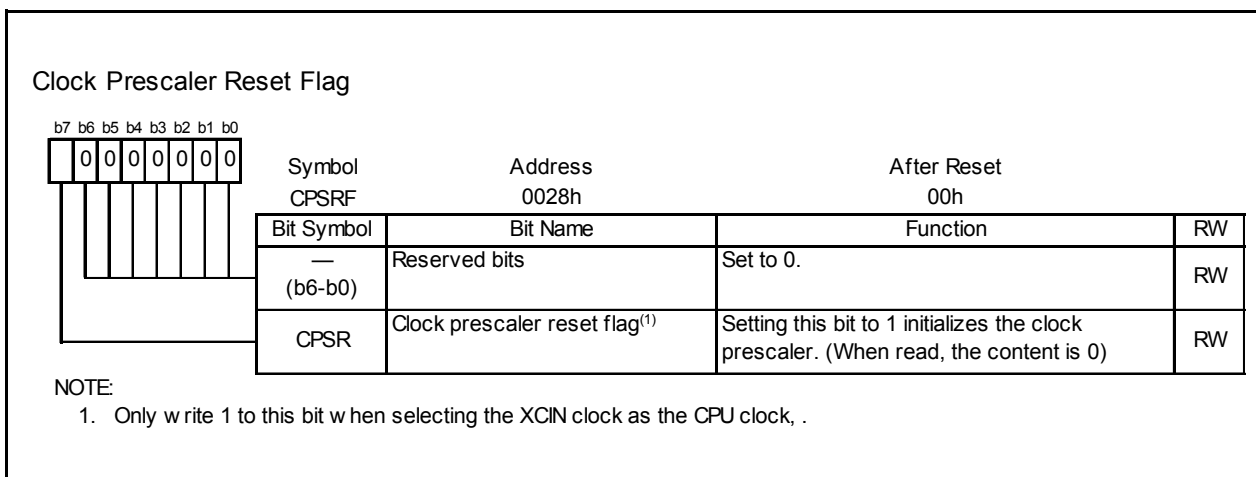 Clock Prescaler Reset Flag
b7 b6 b5 b4 b3 b2 b1 b0
0 0 0 0 0 0 0
Symbol Address After Reset
CPSRF 0028h 00h
Bit Symbol Bit Name Function RW
— (b6-b0) Reserved bits Set to 0. RW
CPSR Clock prescaler reset flag(1) Setting this bit to 1 initializes the clock
prescaler. (When read, the content is 0) RW
NOTE:
1. Only w rite 1 to this bit w hen selecting the XCIN clock as the CPU clock, .